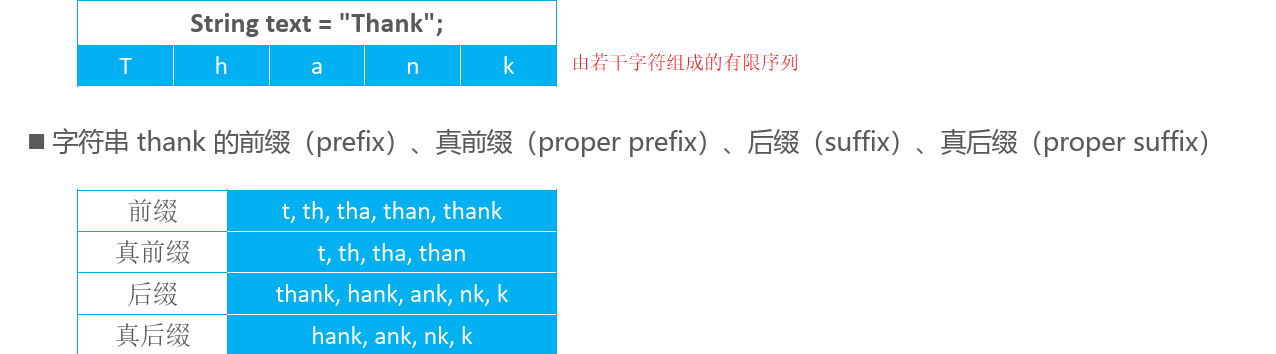 String text = "Thank";
T h a n k
由若干字符组成的有限序列
■ 字符串 thank 的前缀（prefix）、真前缀（proper prefix）、后缀（suffix）、真后缀（proper suffix）
前缀 t, th, tha, than, thank
真前缀 t, th, tha, than
后缀 thank, hank, ank, nk, k
真后缀 hank, ank, nk, k